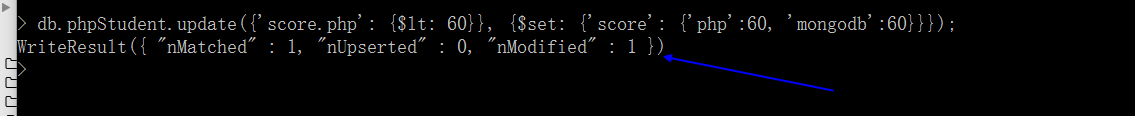 > db.phpStudent.update({'score.php': {$lt: 60}}, {$set: {'score': {'php':60, 'mongodb':60}}});
WriteResult({ "nMatched" : 1, "nUpserted" : 0, "nModified" : 1 })
>